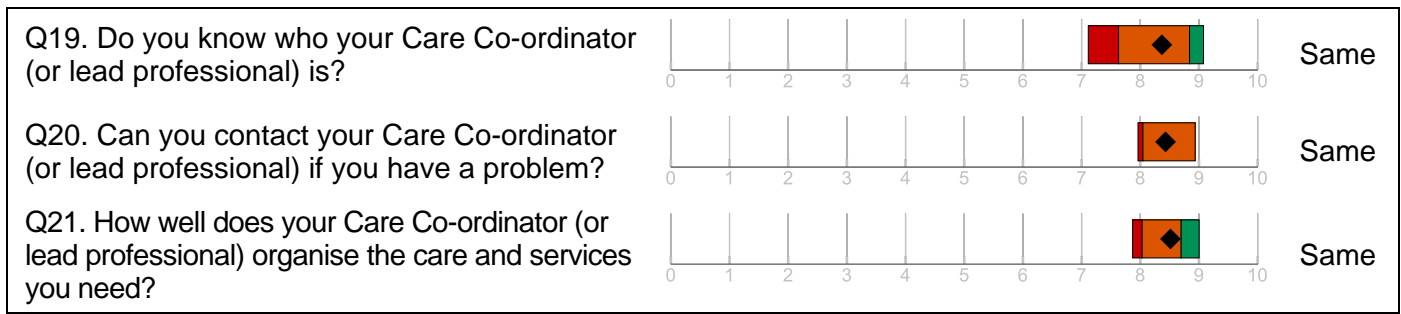 Q19. Do you know who your Care Co-ordinator
(or lead professional) is?
0 1 2 3 4 5 6 7 8 9 10
Same
Q20. Can you contact your Care Co-ordinator
(or lead professional) if you have a problem?
0 1 2 3 4 5 6 7 8 9 10
Same
Q21. How well does your Care Co-ordinator (or
lead professional) organise the care and services
you need?
0 1 2 3 4 5 6 7 8 9 10
Same